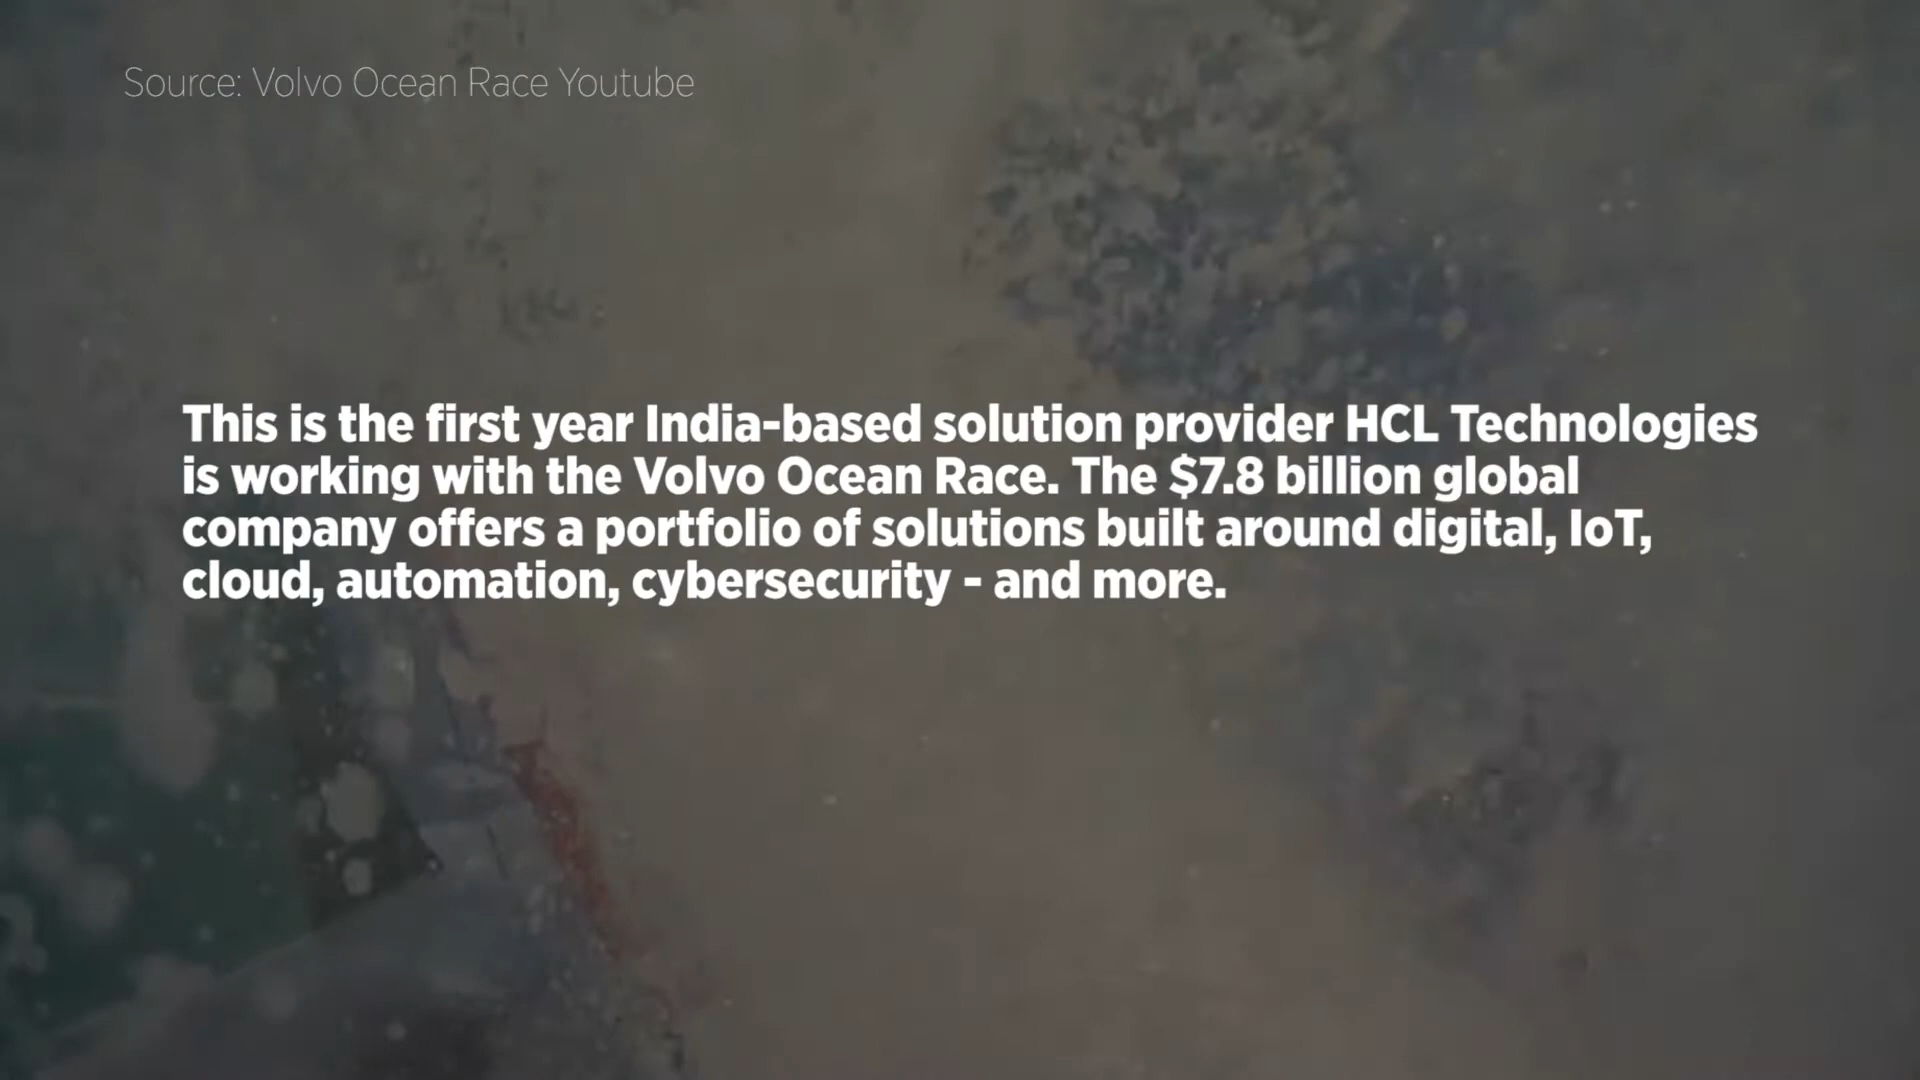 Source: Volvo Ocean Race Youtube
This is the first year India-based solution provider HCL Technologies
is working with the Volvo Ocean Race. The $7.8 billion global
company offers a portfolio of solutions built around digital, IoT,
cloud, automation, cybersecurity - and more.